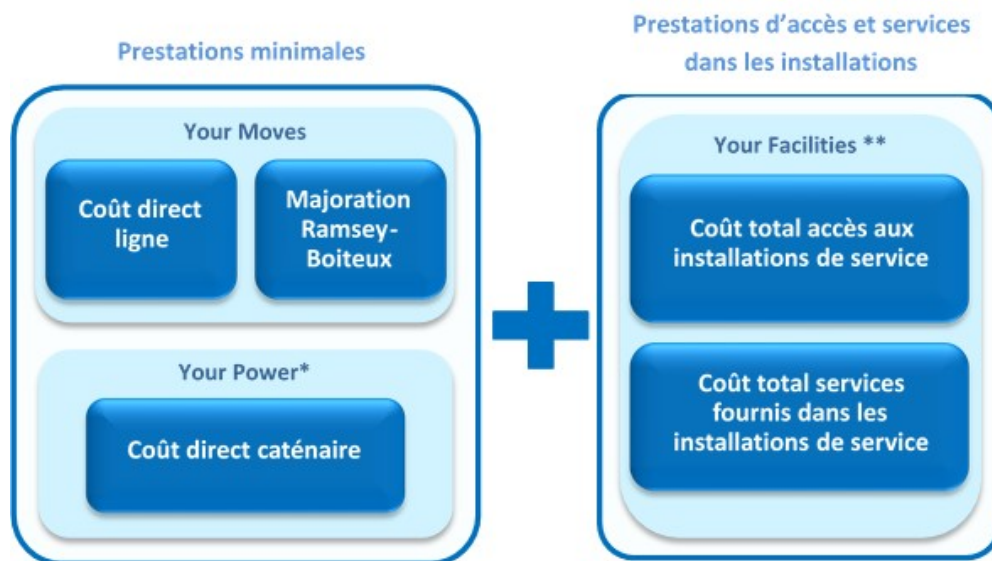 Prestations minimales
Your Moves
Coût direct
ligne
Majoration
Ramsey-
Boiteux
Your Power*
Coût direct caténaire
Prestations d’accès et services
dans les installations
Your Facilities **
Coût total accès aux
installations de service
Coût total services
fournis dans les
installations de service